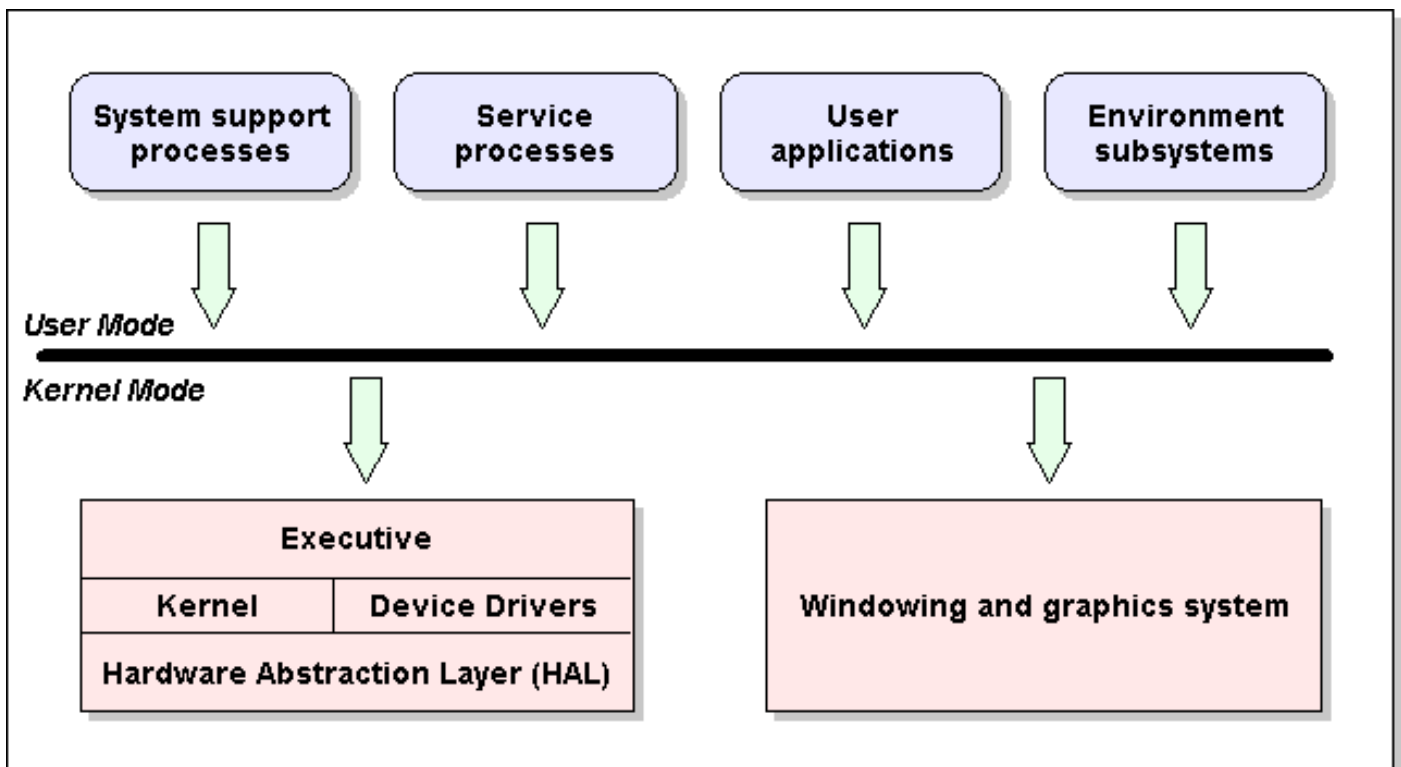 System support
processes
Service
processes
User
applications
Environment
subsystems
User Mode
Kernel Mode
Executive
Kernel
Device Drivers
Hardware Abstraction Layer (HAL)
Windowing and graphics system